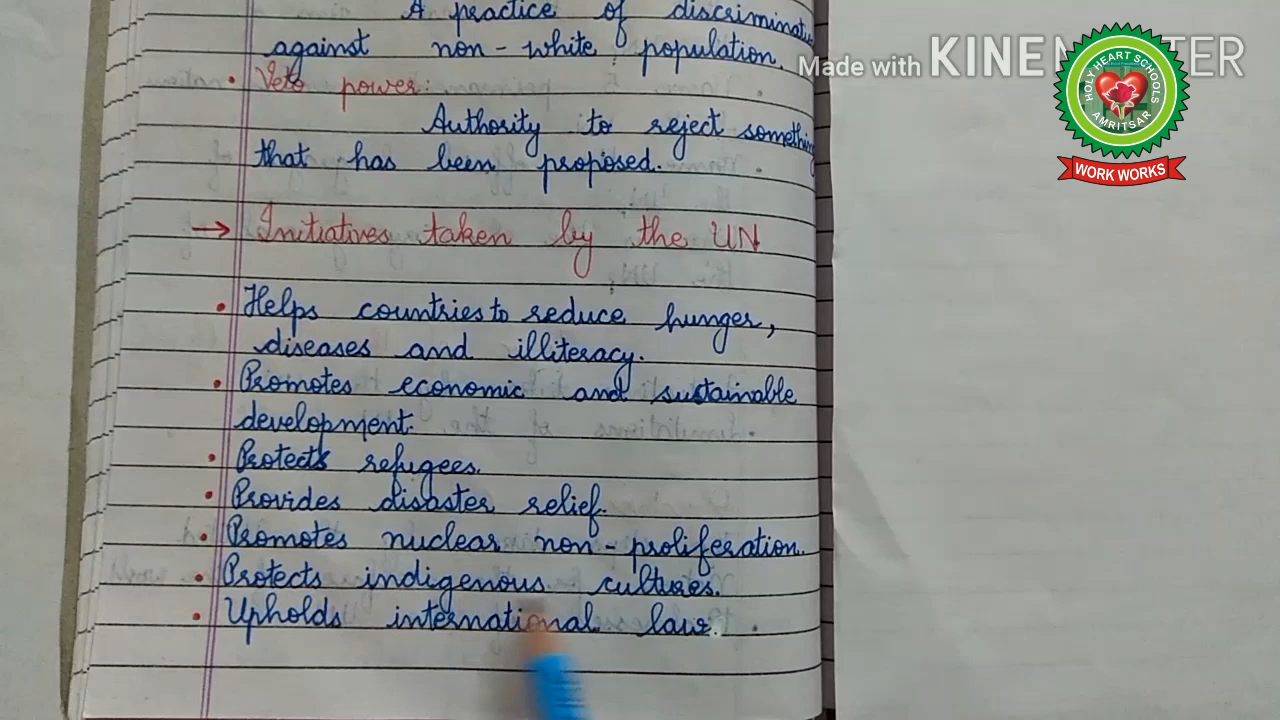 A practice of discriminatio
against non-white population.
• Veto power:
Authority to reject something
that has been proposed.
→ Initiatives taken by the UN
• Helps countries to reduce hunger,
diseases and illiteracy.
• Promotes economic and sustainable
development.
• Protects refugees.
• Provides disaster relief.
• Promotes nuclear non-proliferation.
• Protects indigenous cultures.
• Upholds international law.
Made with KINEMASTER
HOLY HEART SCHOOLS
AMRITSAR
WORK WORKS